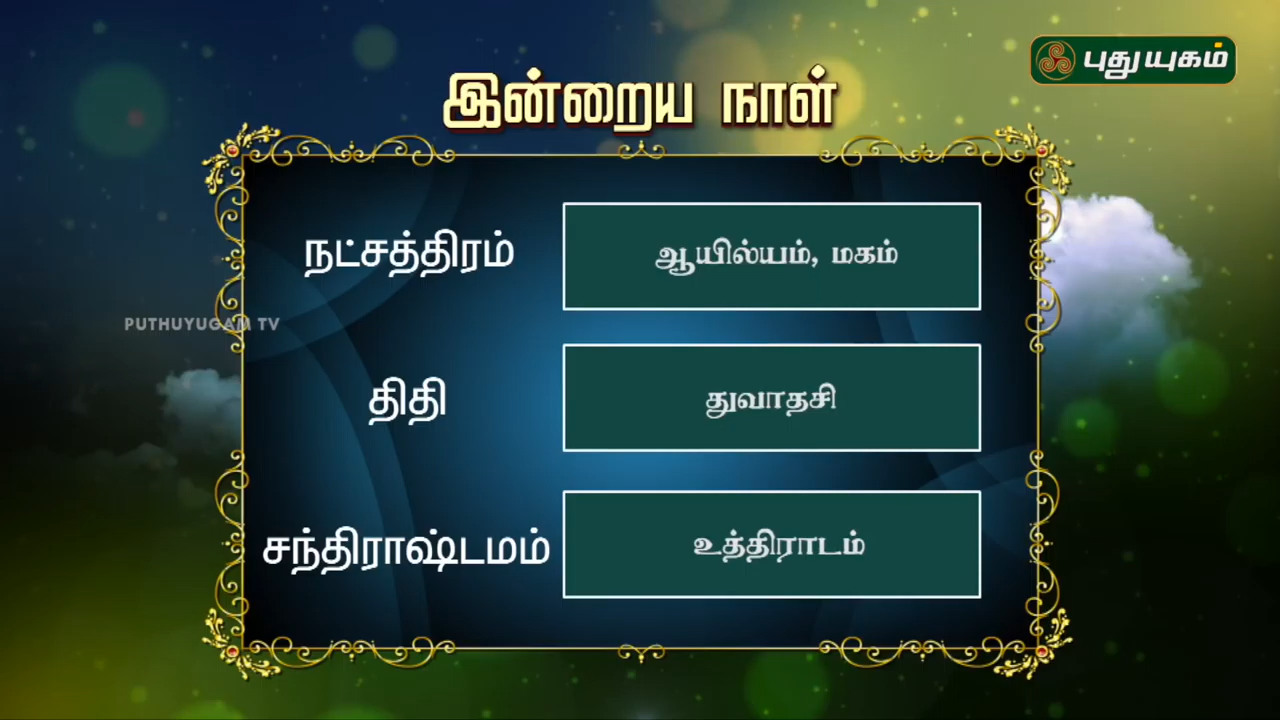 புதுயுகம்
இன்றைய நாள்
நட்சத்திரம் ஆயில்யம், மகம்
PUTHUYUGAM TV
திதி துவாதசி
சந்திராஷ்டமம் உத்திராடம்